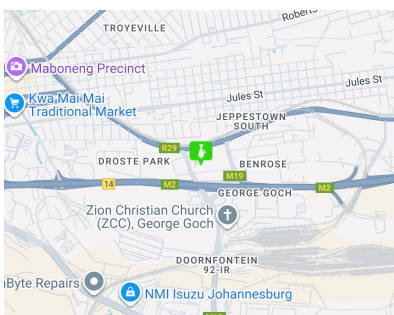 TROYEVILLE
Roberts
Maboneng Precinct
Jules St
Kwa Mai Mai
Traditional Market
Jules St
JEPPESTOWN
SOUTH
R29
DROSTE PARK
BENROSE
M19
14
M2
M2
GEORGE GOCH
Zion Christian Church
(ZCC), George Goch
DOORNFONTEIN
92-IR
aByte Repairs
NMI Isuzu Johannesburg